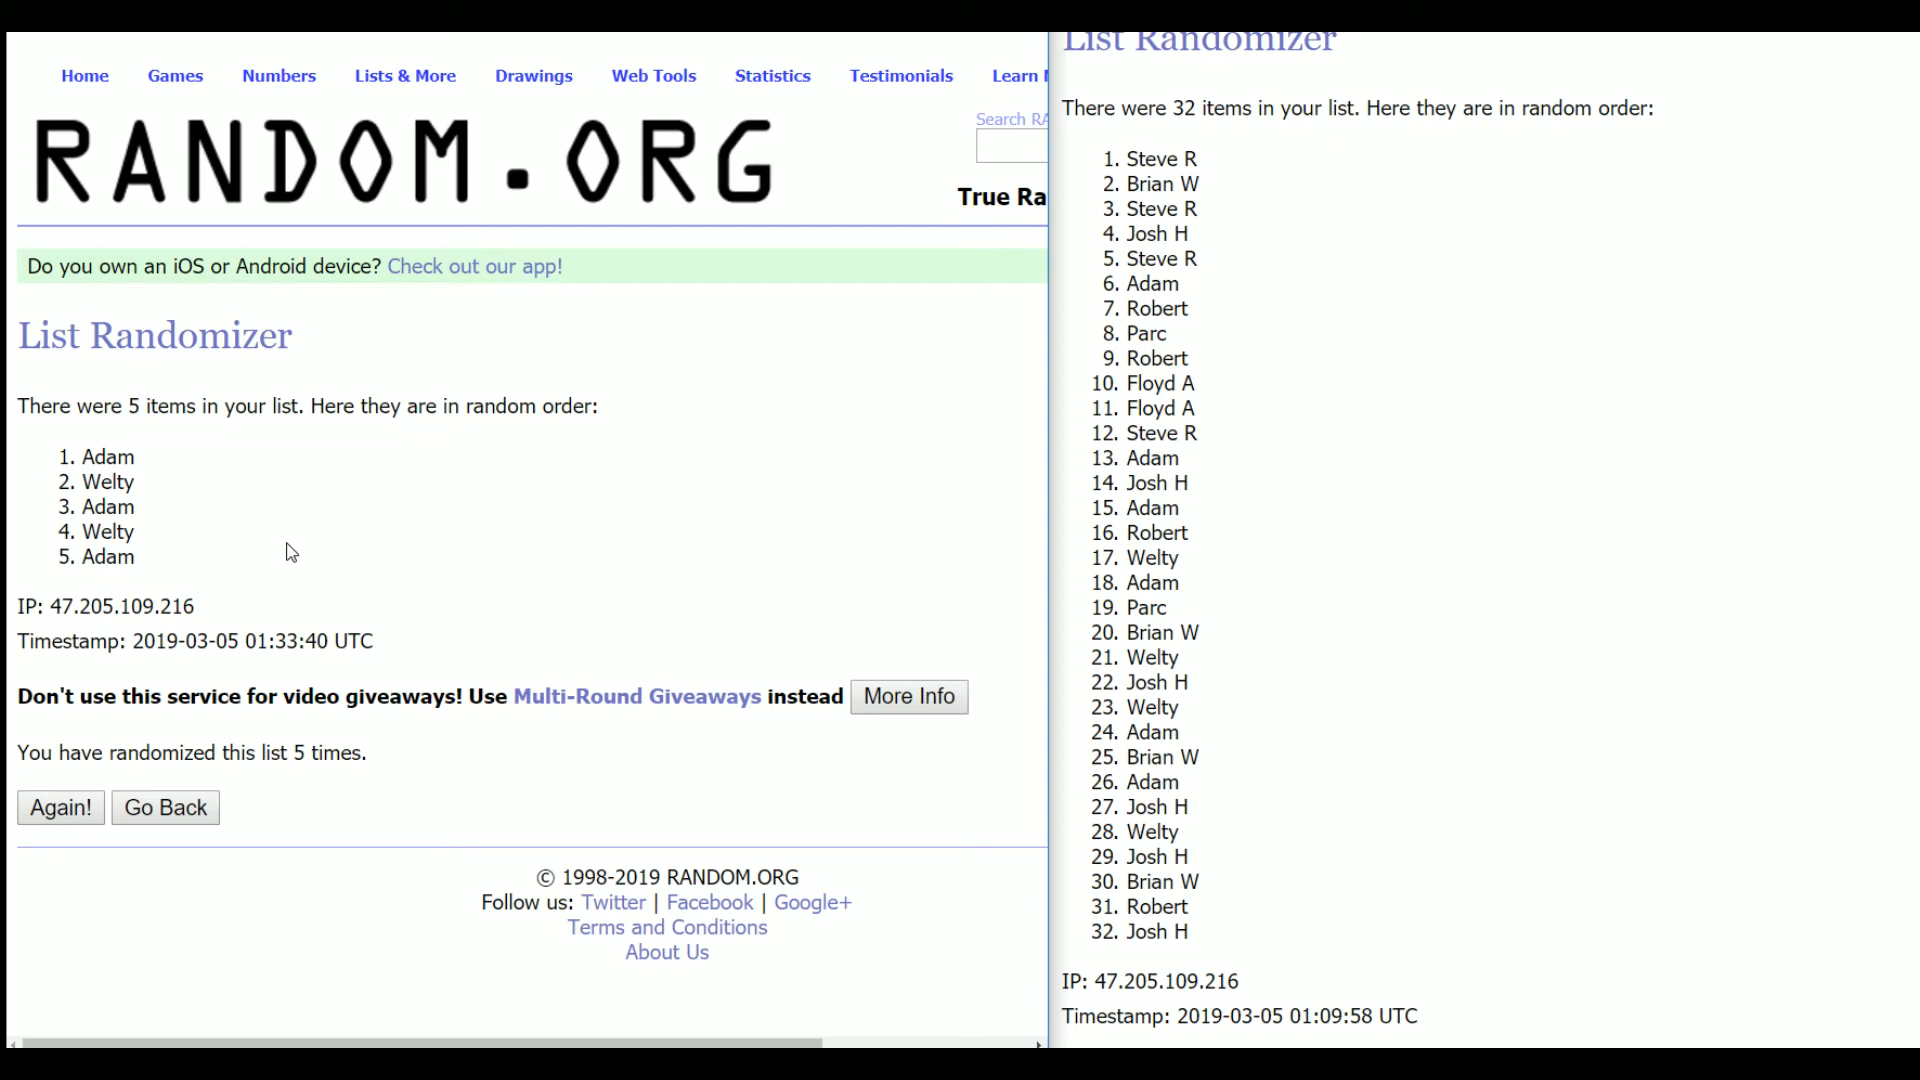 Home Games Numbers Lists & More Drawings Web Tools Statistics Testimonials Learn
RANDOM.ORG
Search RA
True Ra
Do you own an iOS or Android device? Check out our app!
List Randomizer
There were 5 items in your list. Here they are in random order:
1. Adam
2. Welty
3. Adam
4. Welty
5. Adam
IP: 47.205.109.216
Timestamp: 2019-03-05 01:33:40 UTC
Don't use this service for video giveaways! Use Multi-Round Giveaways instead More Info
You have randomized this list 5 times.
Again! Go Back
© 1998-2019 RANDOM.ORG
Follow us: Twitter | Facebook | Google+
Terms and Conditions
About Us
List Randomizer
There were 32 items in your list. Here they are in random order:
1. Steve R
2. Brian W
3. Steve R
4. Josh H
5. Steve R
6. Adam
7. Robert
8. Parc
9. Robert
10. Floyd A
11. Floyd A
12. Steve R
13. Adam
14. Josh H
15. Adam
16. Robert
17. Welty
18. Adam
19. Parc
20. Brian W
21. Welty
22. Josh H
23. Welty
24. Adam
25. Brian W
26. Adam
27. Josh H
28. Welty
29. Josh H
30. Brian W
31. Robert
32. Josh H
IP: 47.205.109.216
Timestamp: 2019-03-05 01:09:58 UTC